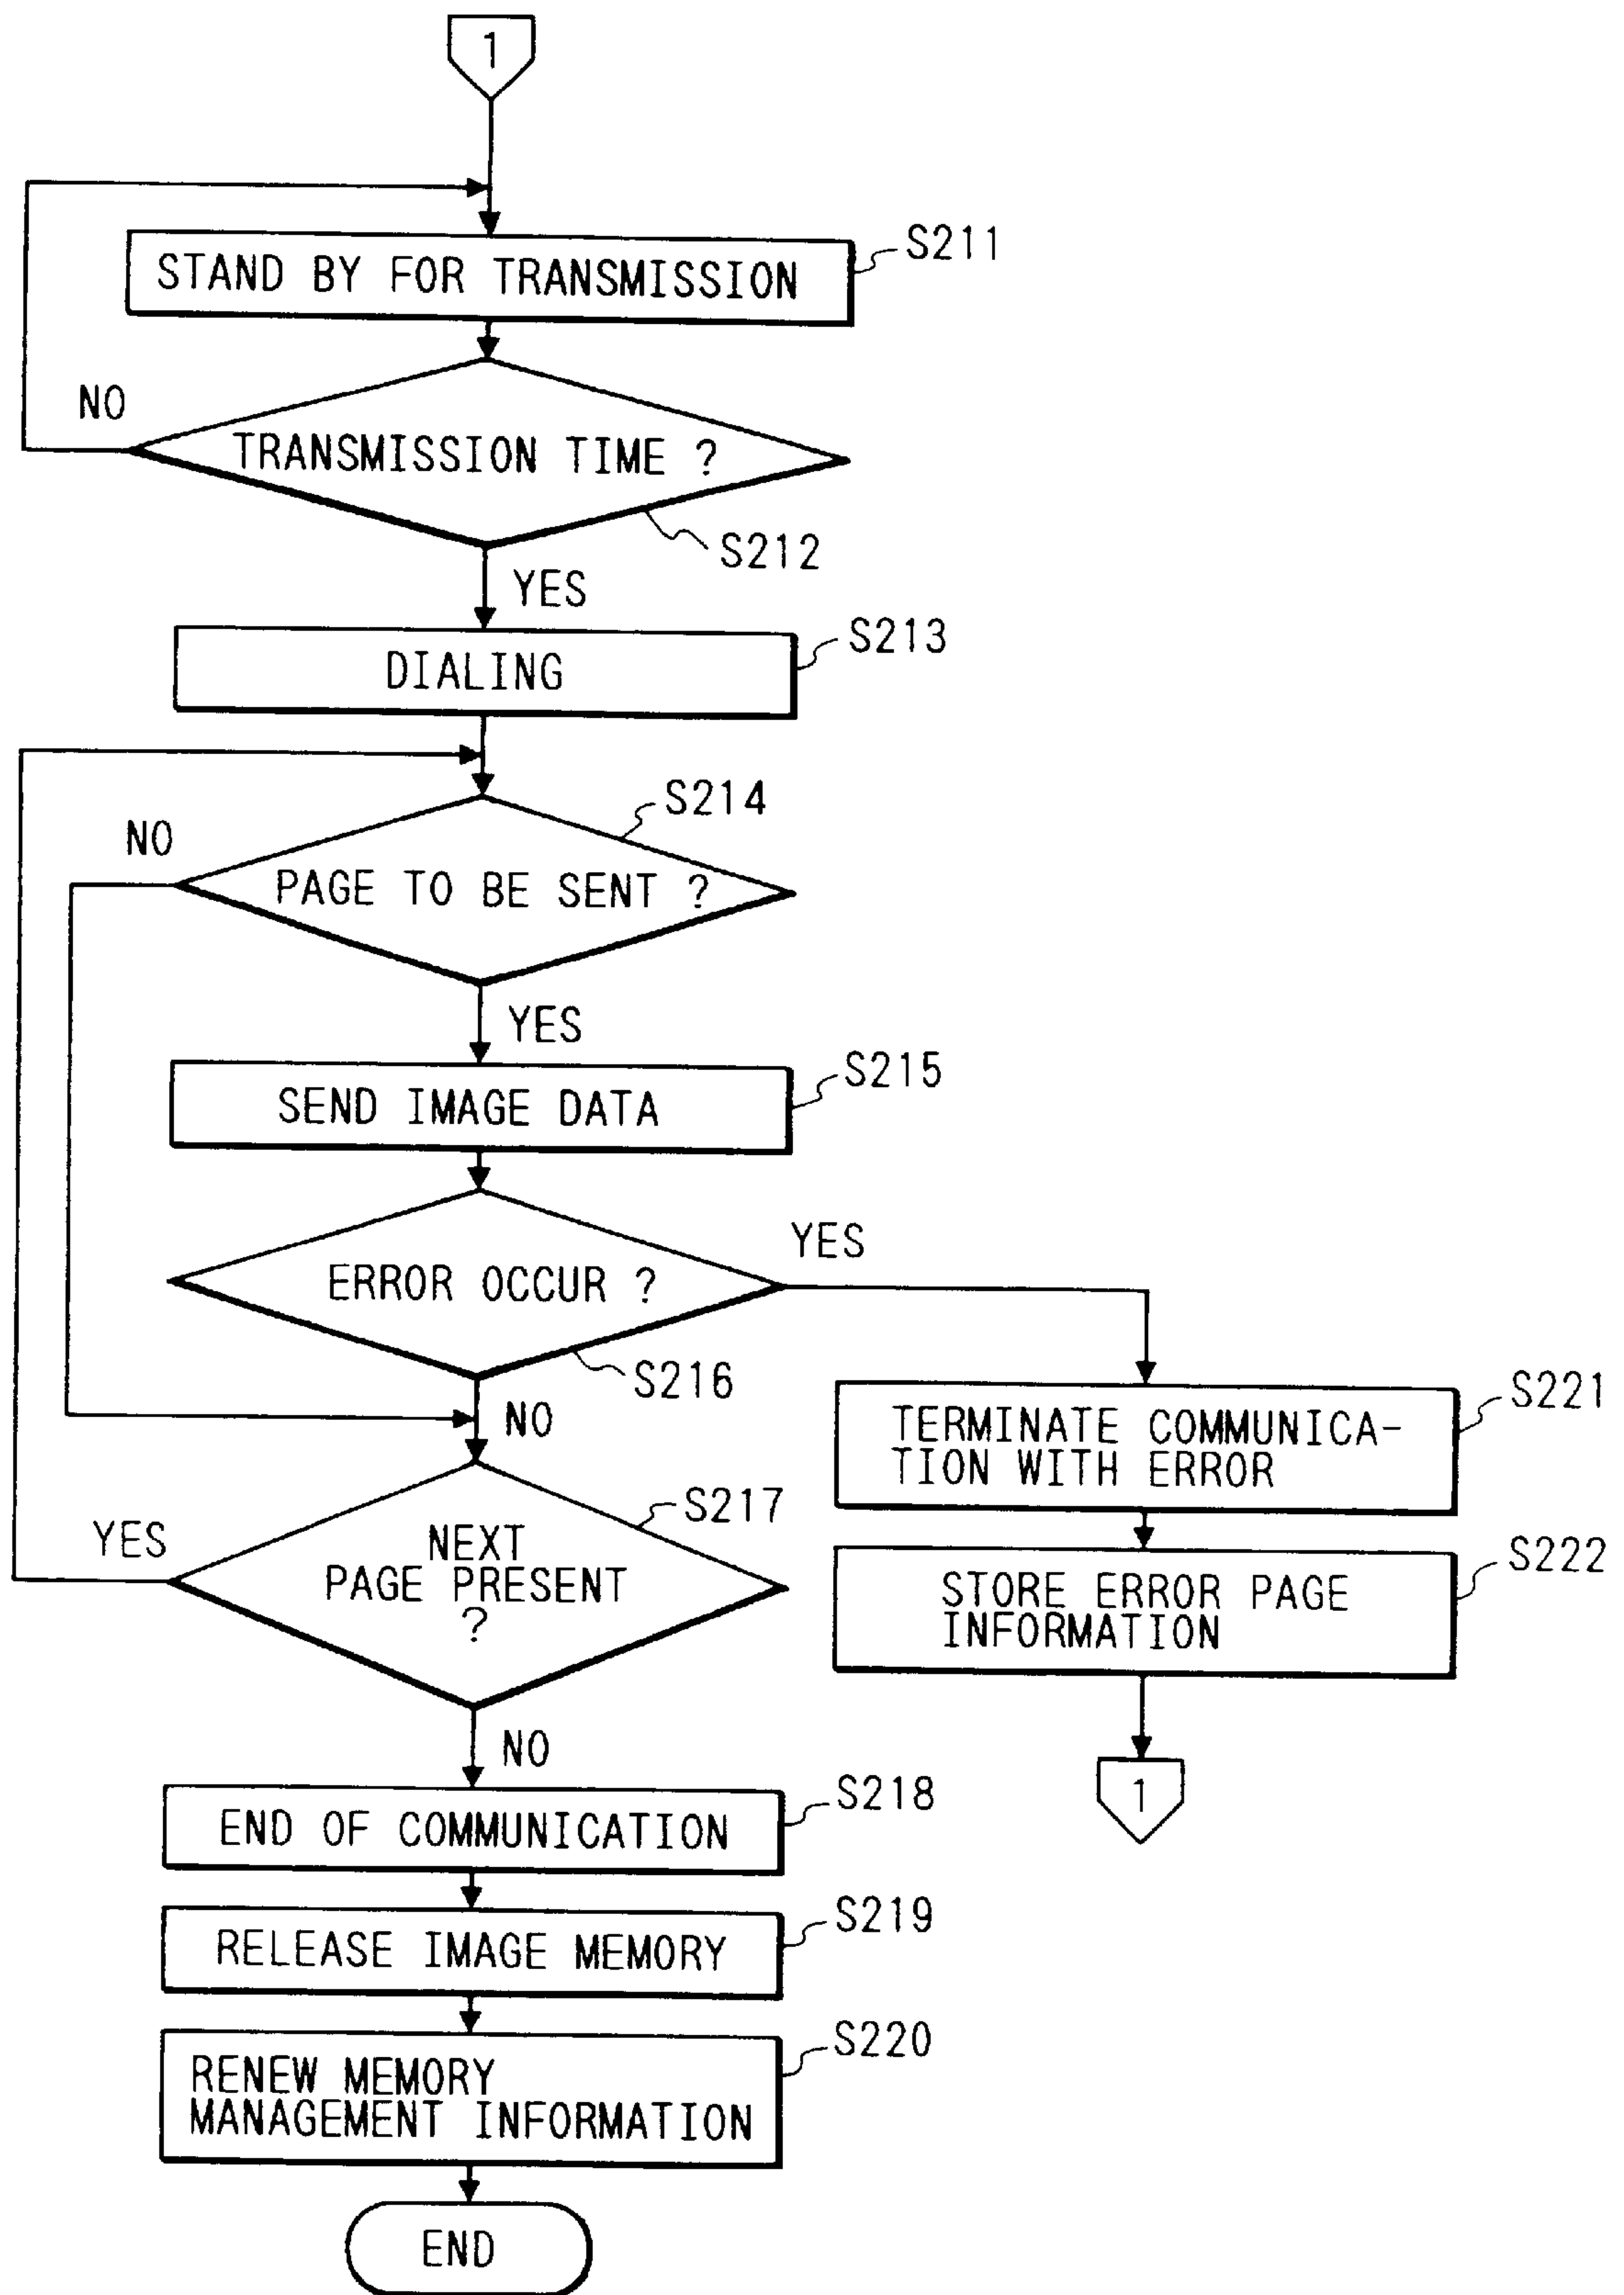 1
STAND BY FOR TRANSMISSION
S211
NO
TRANSMISSION TIME ?
S212
YES
DIALING
S213
S214
NO
PAGE TO BE SENT ?
YES
SEND IMAGE DATA
S215
YES
ERROR OCCUR ?
S216
NO
TERMINATE COMMUNICA-
TION WITH ERROR
S221
S217
YES
NEXT
PAGE PRESENT
?
STORE ERROR PAGE
INFORMATION
S222
NO
1
END OF COMMUNICATION
S218
RELEASE IMAGE MEMORY
S219
RENEW MEMORY
MANAGEMENT INFORMATION
S220
END